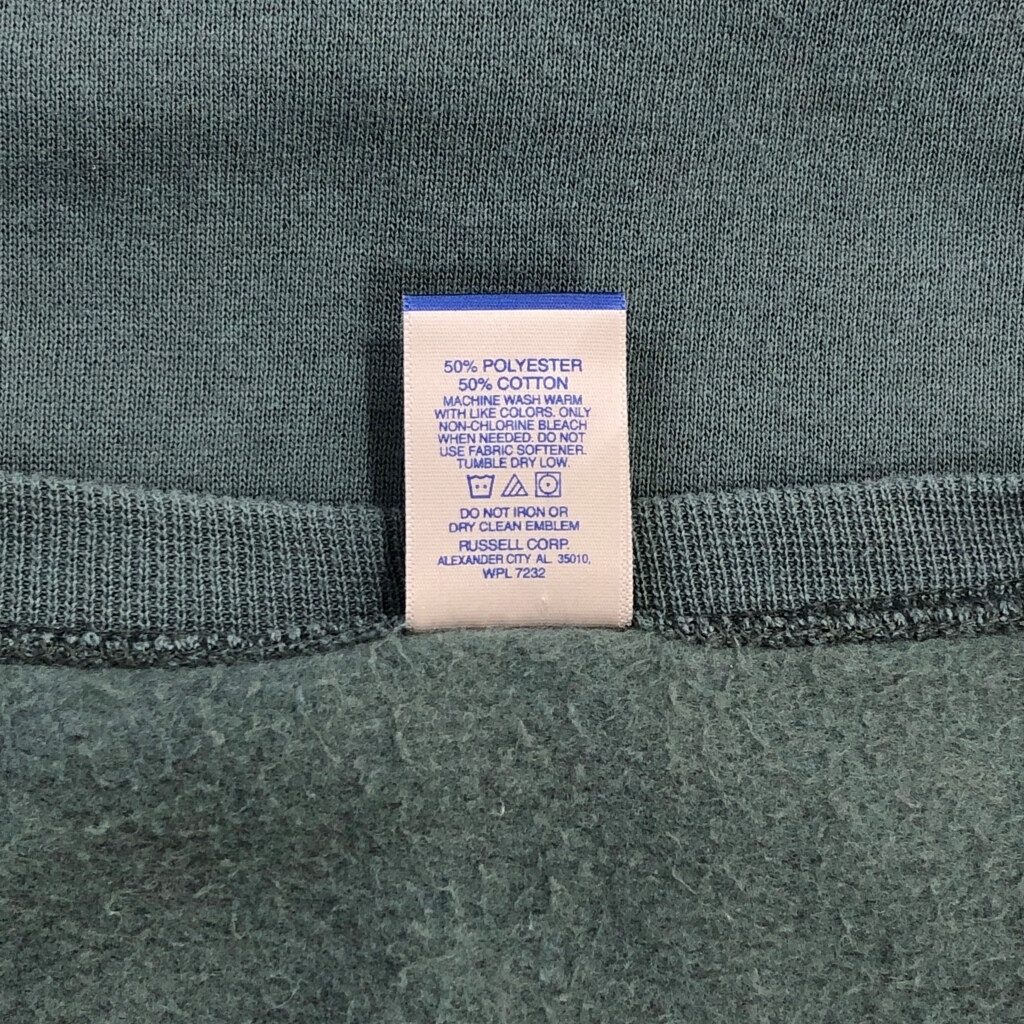 50% POLYESTER
50% COTTON
MACHINE WASH WARM
WITH LIKE COLORS. ONLY
NON-CHLORINE BLEACH
WHEN NEEDED. DO NOT
USE FABRIC SOFTENER.
TUMBLE DRY LOW.
DO NOT IRON OR
DRY CLEAN EMBLEM
RUSSELL CORP.
ALEXANDER CITY AL. 35010,
WPL 7232